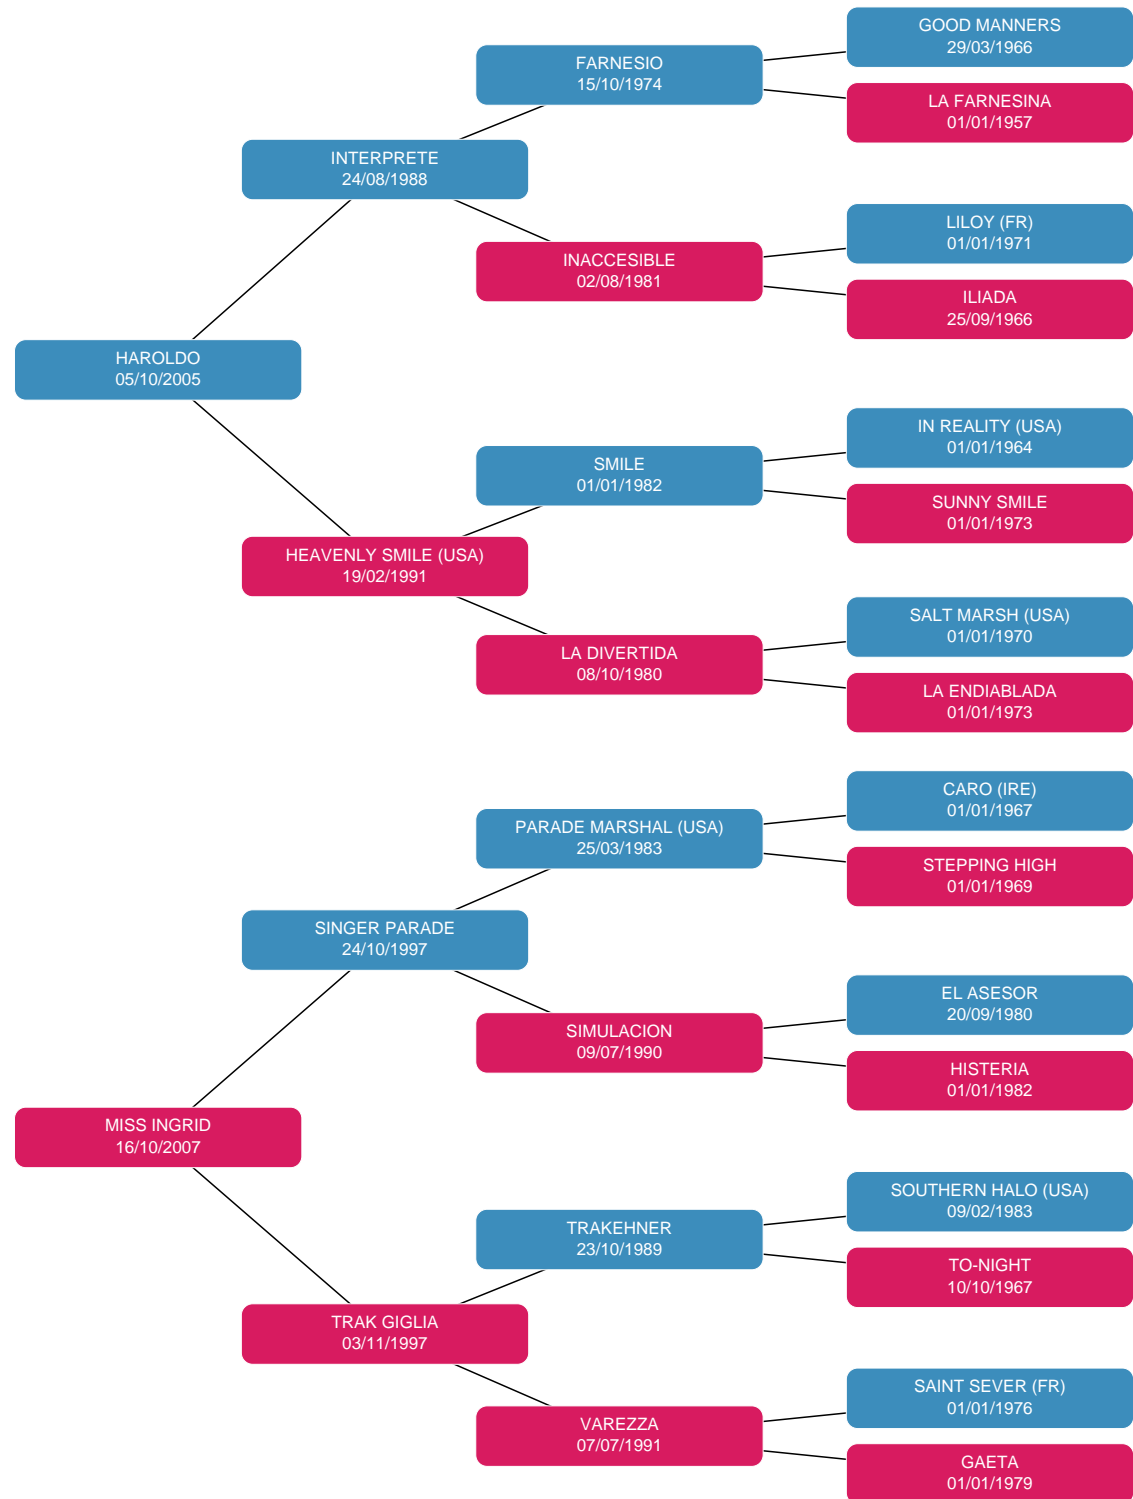 GOOD MANNERS
29/03/1966
FARNESIO
15/10/1974
LA FARNESINA
01/01/1957
INTERPRETE
24/08/1988
LILOY (FR)
01/01/1971
INACCESIBLE
02/08/1981
ILIADA
25/09/1966
HAROLDO
05/10/2005
IN REALITY (USA)
01/01/1964
SMILE
01/01/1982
SUNNY SMILE
01/01/1973
HEAVENLY SMILE (USA)
19/02/1991
SALT MARSH (USA)
01/01/1970
LA DIVERTIDA
08/10/1980
LA ENDIABLADA
01/01/1973
CARO (IRE)
01/01/1967
PARADE MARSHAL (USA)
25/03/1983
STEPPING HIGH
01/01/1969
SINGER PARADE
24/10/1997
EL ASESOR
20/09/1980
SIMULACION
09/07/1990
HISTERIA
01/01/1982
MISS INGRID
16/10/2007
SOUTHERN HALO (USA)
09/02/1983
TRAKEHNER
23/10/1989
TO-NIGHT
10/10/1967
TRAK GIGLIA
03/11/1997
SAINT SEVER (FR)
01/01/1976
VAREZZA
07/07/1991
GAETA
01/01/1979